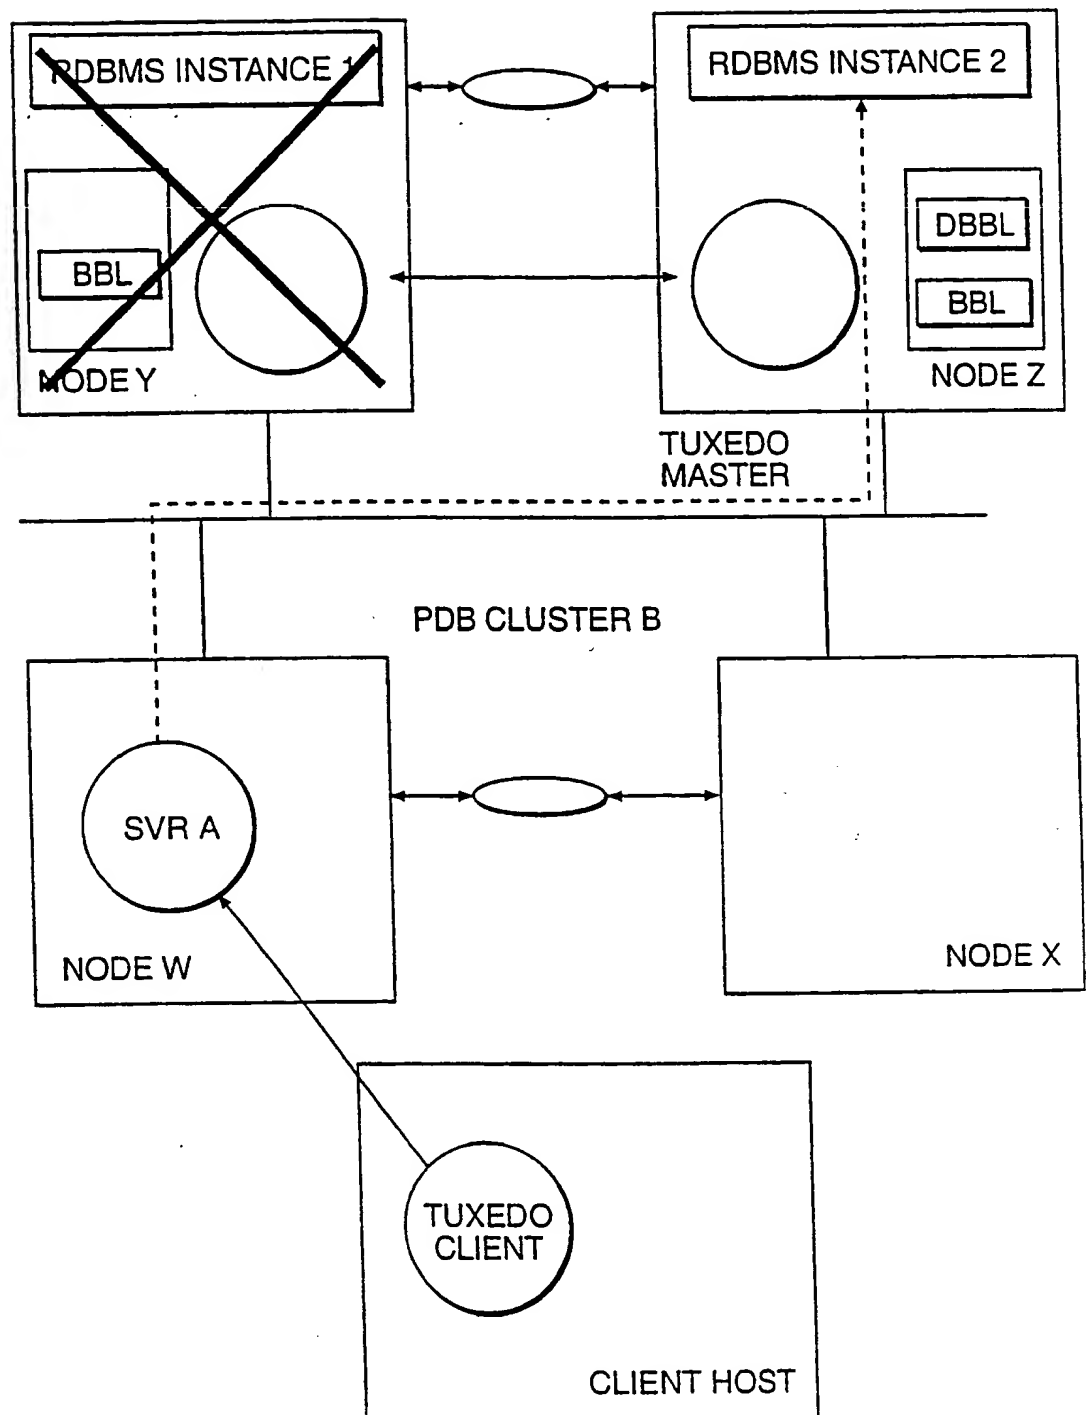 RDBMS INSTANCE 1
RDBMS INSTANCE 2
DBBL
BBL
BBL
NODE Y
NODE Z
TUXEDO
MASTER
PDB CLUSTER B
SVR A
NODE W
NODE X
TUXEDO
CLIENT
CLIENT HOST